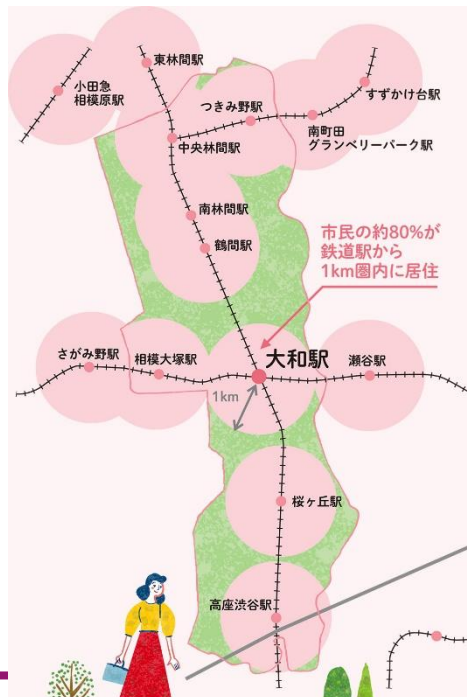 東林間駅
小田急
相模原駅
つきみ野駅
すずかけ台駅
中央林間駅
南町田
グランベリーパーク駅
南林間駅
鶴間駅
市民の約80%が
鉄道駅から
1km圏内に居住
大和駅
さがみ野駅
相模大塚駅
瀬谷駅
1km
桜ヶ丘駅
高座渋谷駅